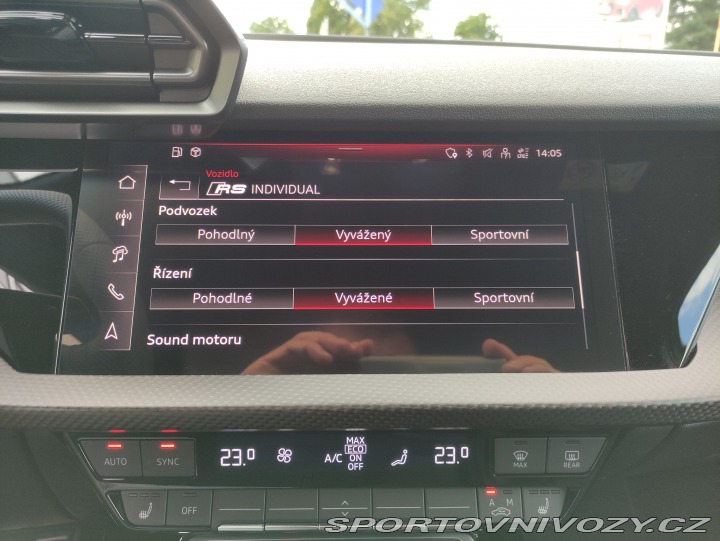 14:05
Vozidlo
RS INDIVIDUAL
Podvozek
Pohodlný Vyvážený Sportovní
Řízení
Pohodlné Vyvážené Sportovní
Sound motoru
AUTO SYNC 23.0 A/C MAX ECO ON OFF 23.0 MAX REAR
OFF A M
SPORTOVNIVOZY.CZ